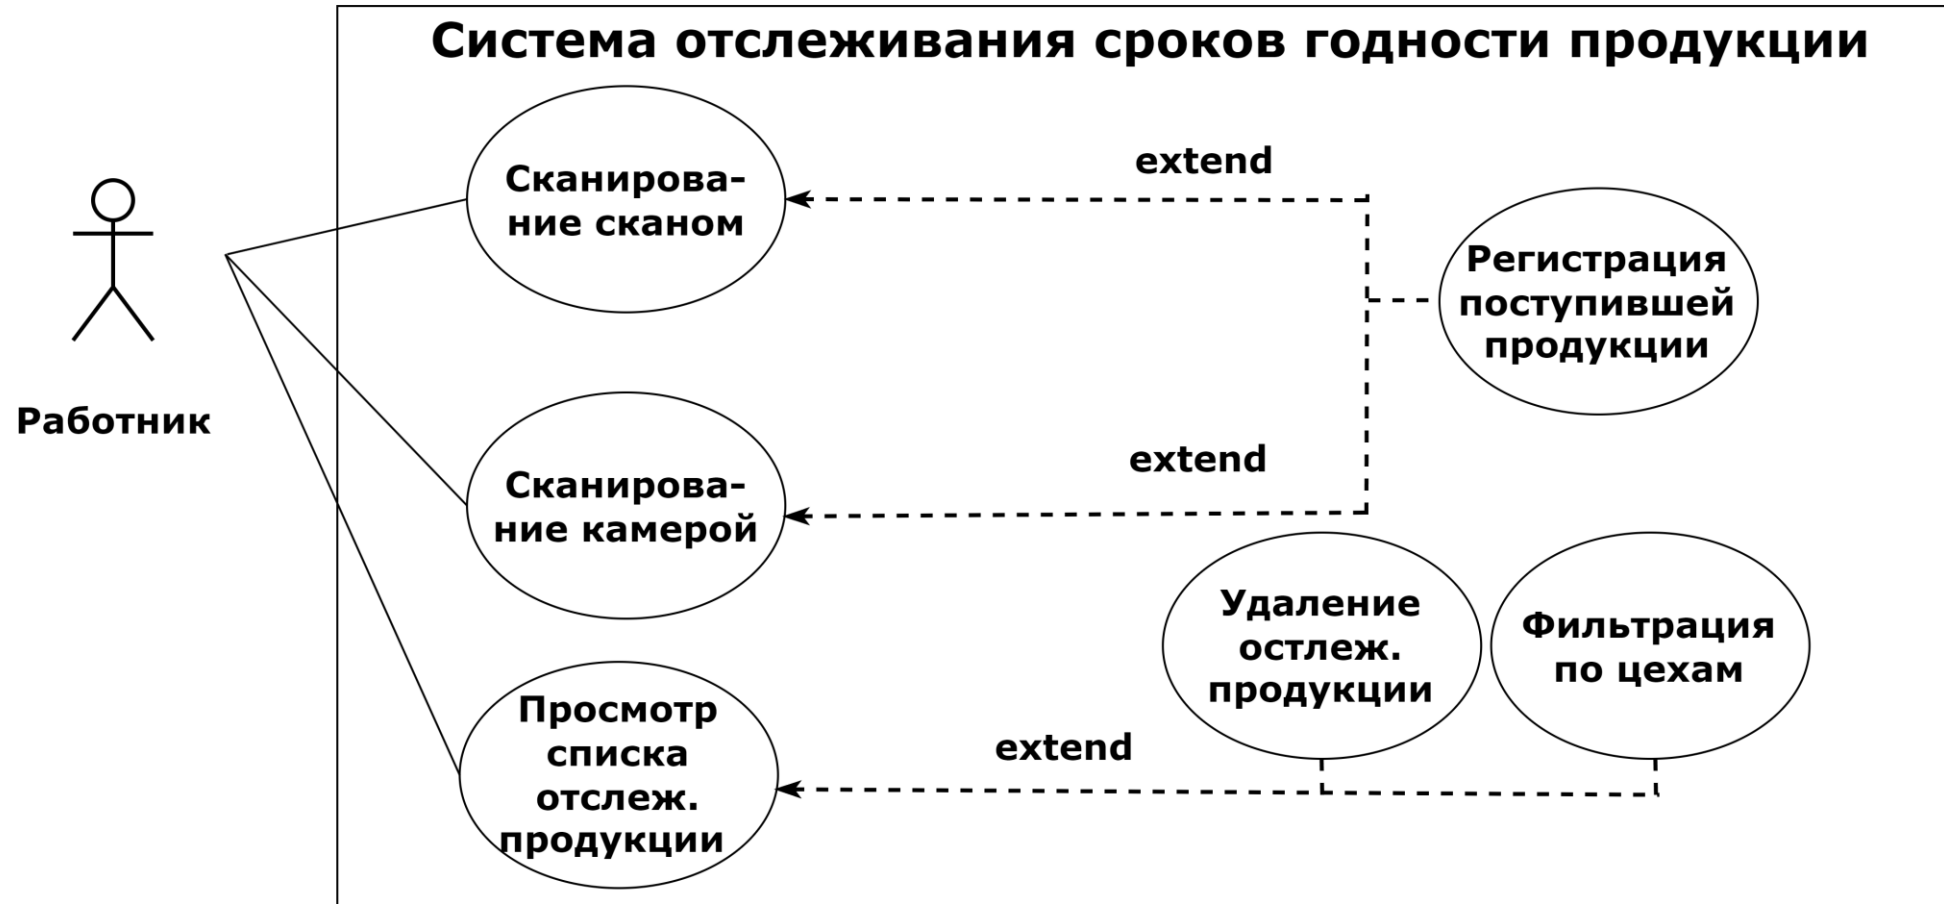 Система отслеживания сроков годности продукции
Сканирова-
ние сканом
extend
Регистрация
поступившей
продукции
Работник
extend
Сканирова-
ние камерой
Удаление
остлеж.
продукции
Фильтрация
по цехам
Просмотр
списка
отслеж.
продукции
extend